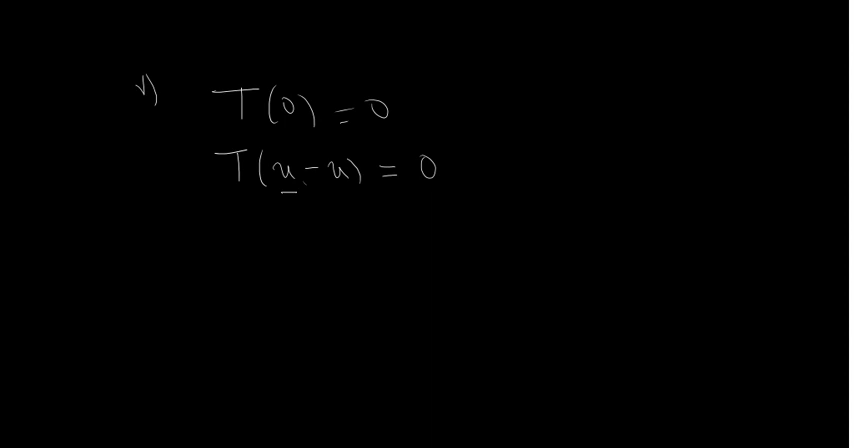 v) T(0) = 0
T(u - u) = 0